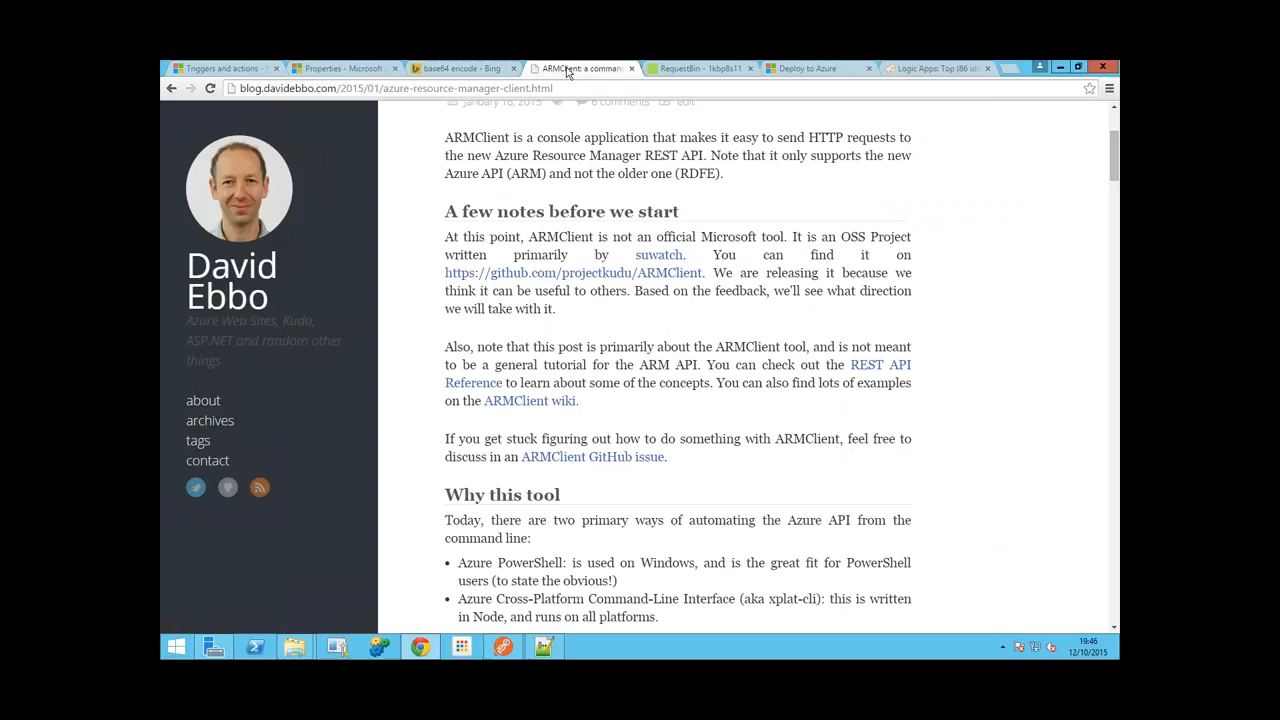 Triggers and actions -
Properties - Microsoft
base64 encode - Bing
ARMClient: a comman
RequestBin - 1kbp8s11
Deploy to Azure
Logic Apps: Top (86 id
blog.davidebbo.com/2015/01/azure-resource-manager-client.html
January 18, 2015 6 comments edit
David
Ebbo
Azure Web Sites, Kudu,
ASP.NET and random other
things
about
archives
tags
contact
ARMClient is a console application that makes it easy to send HTTP requests to
the new Azure Resource Manager REST API. Note that it only supports the new
Azure API (ARM) and not the older one (RDFE).
A few notes before we start
At this point, ARMClient is not an official Microsoft tool. It is an OSS Project
written primarily by suwatch. You can find it on
https://github.com/projectkudu/ARMClient. We are releasing it because we
think it can be useful to others. Based on the feedback, we'll see what direction
we will take with it.
Also, note that this post is primarily about the ARMClient tool, and is not meant
to be a general tutorial for the ARM API. You can check out the REST API
Reference to learn about some of the concepts. You can also find lots of examples
on the ARMClient wiki.
If you get stuck figuring out how to do something with ARMClient, feel free to
discuss in an ARMClient GitHub issue.
Why this tool
Today, there are two primary ways of automating the Azure API from the
command line:
• Azure PowerShell: is used on Windows, and is the great fit for PowerShell
users (to state the obvious!)
• Azure Cross-Platform Command-Line Interface (aka xplat-cli): this is written
in Node, and runs on all platforms.
19:46
12/10/2015